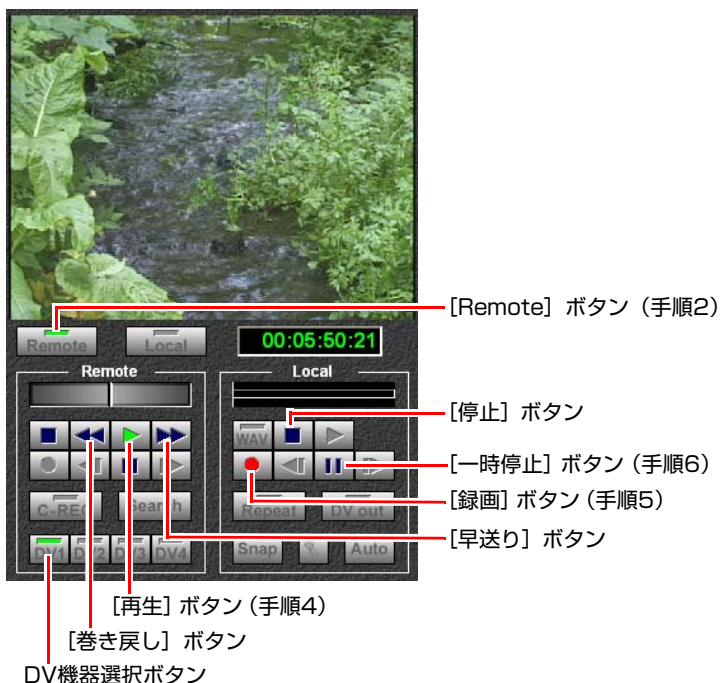 [Remote] ボタン (手順2)
Remote Local 00:05:50:21
Remote Local
[停止] ボタン
WAV
[一時停止] ボタン (手順6)
[録画] ボタン (手順5)
C-REC Search Repeat DV out
[早送り] ボタン
DV1 DV2 DV3 DV4 Snap Auto
[再生] ボタン (手順4)
[巻き戻し] ボタン
DV機器選択ボタン